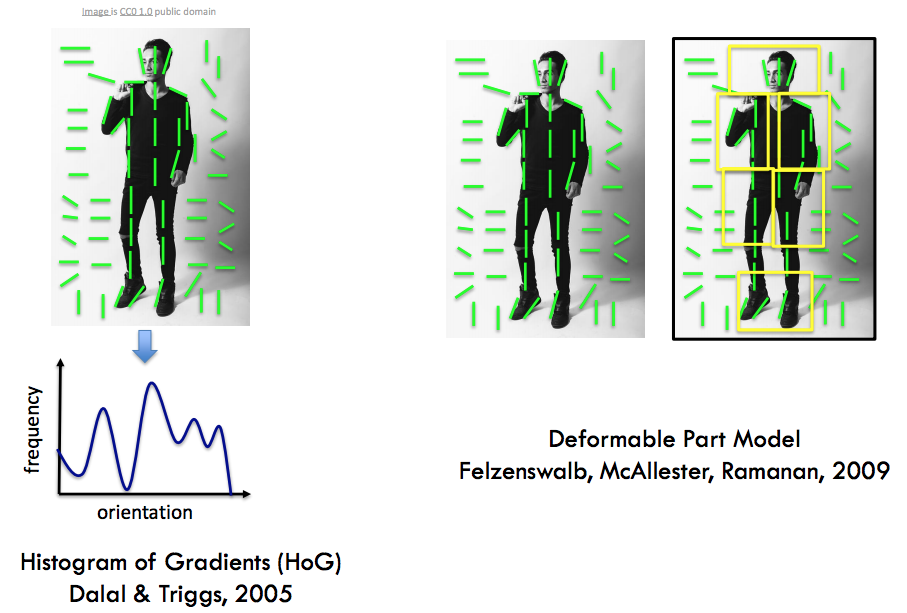 Image is CC0 1.0 public domain
frequency
orientation
Histogram of Gradients (HoG)
Dalal & Triggs, 2005
Deformable Part Model
Felzenswalb, McAllester, Ramanan, 2009